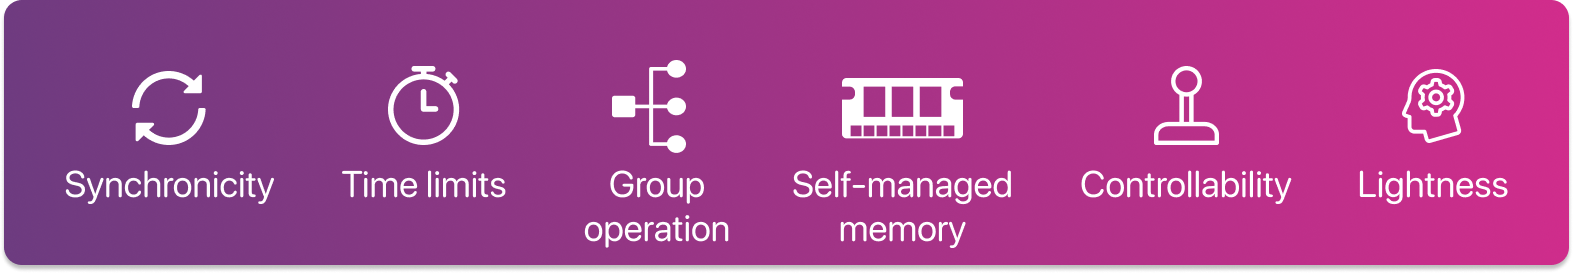 Synchronicity
Time limits
Group
operation
Self-managed
memory
Controllability
Lightness